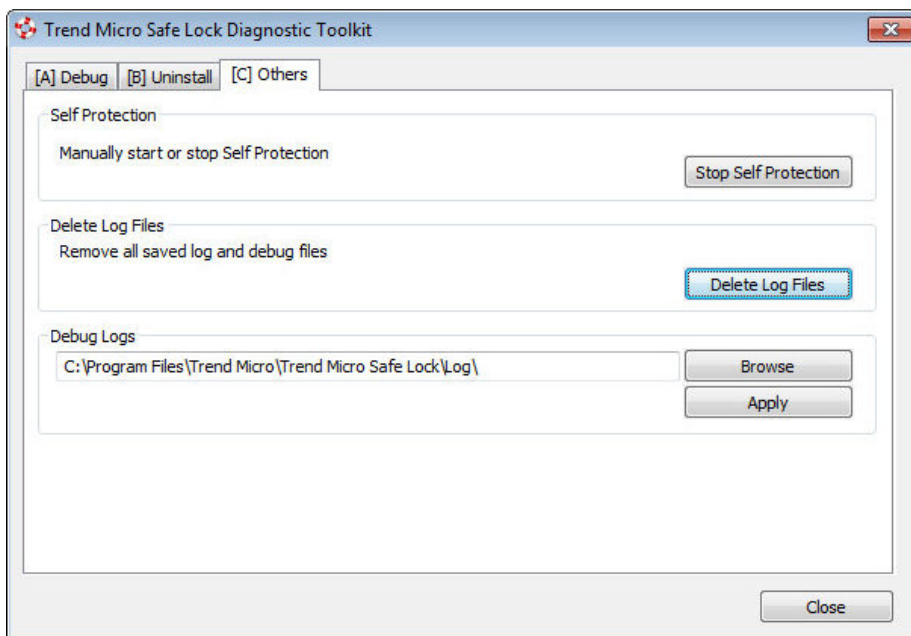 Trend Micro Safe Lock Diagnostic Toolkit
[A] Debug [B] Uninstall [C] Others
Self Protection
Manually start or stop Self Protection
Stop Self Protection
Delete Log Files
Remove all saved log and debug files
Delete Log Files
Debug Logs
C:\Program Files\Trend Micro\Trend Micro Safe Lock\Log\
Browse
Apply
Close